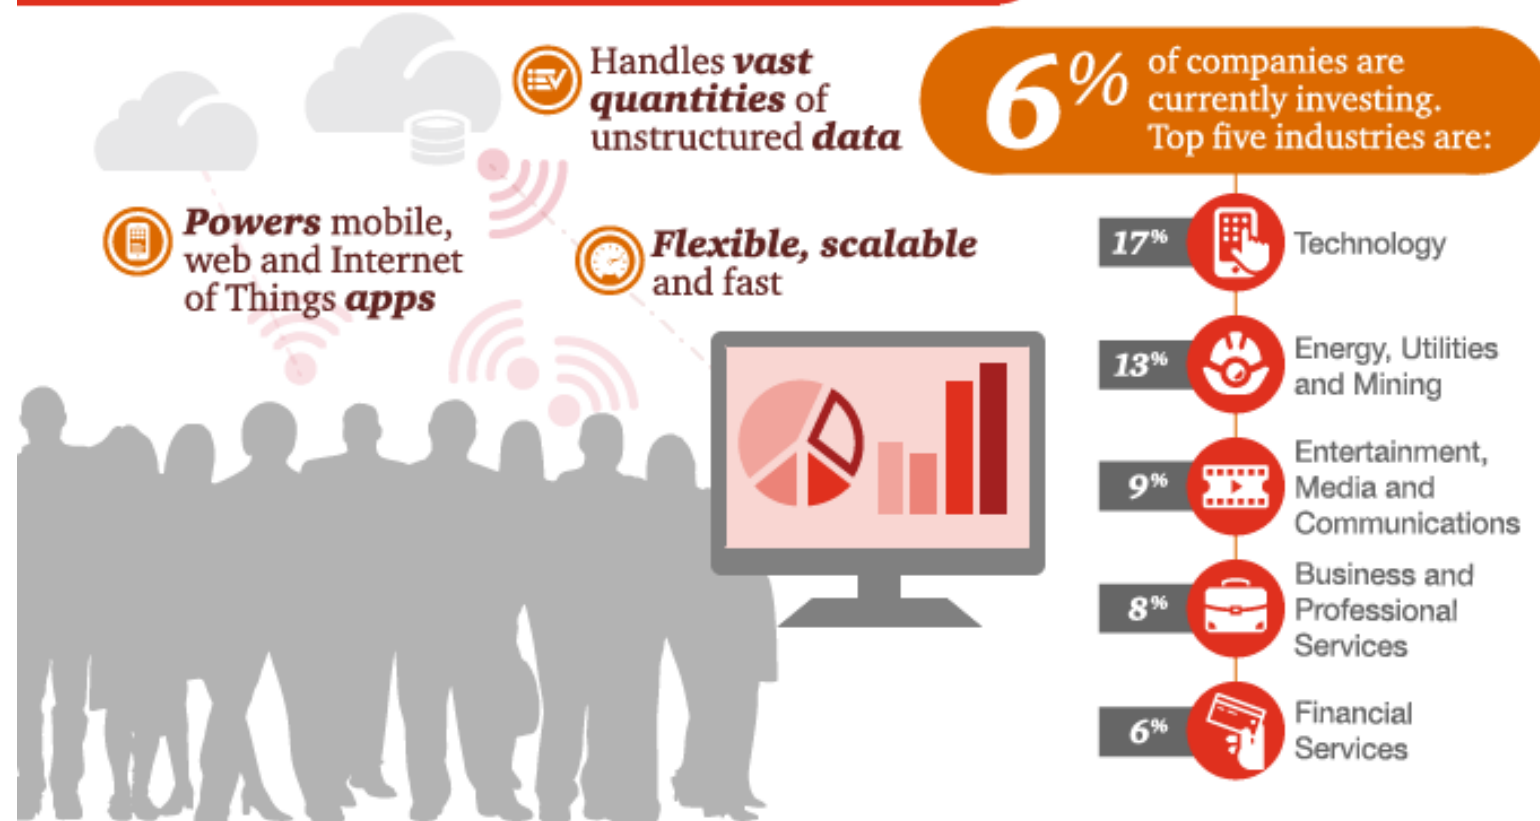 Handles vast
quantities of
unstructured data
Powers mobile,
web and Internet
of Things apps
Flexible, scalable
and fast
6% of companies are
currently investing.
Top five industries are:
17% Technology
13% Energy, Utilities
and Mining
9% Entertainment,
Media and
Communications
8% Business and
Professional
Services
6% Financial
Services